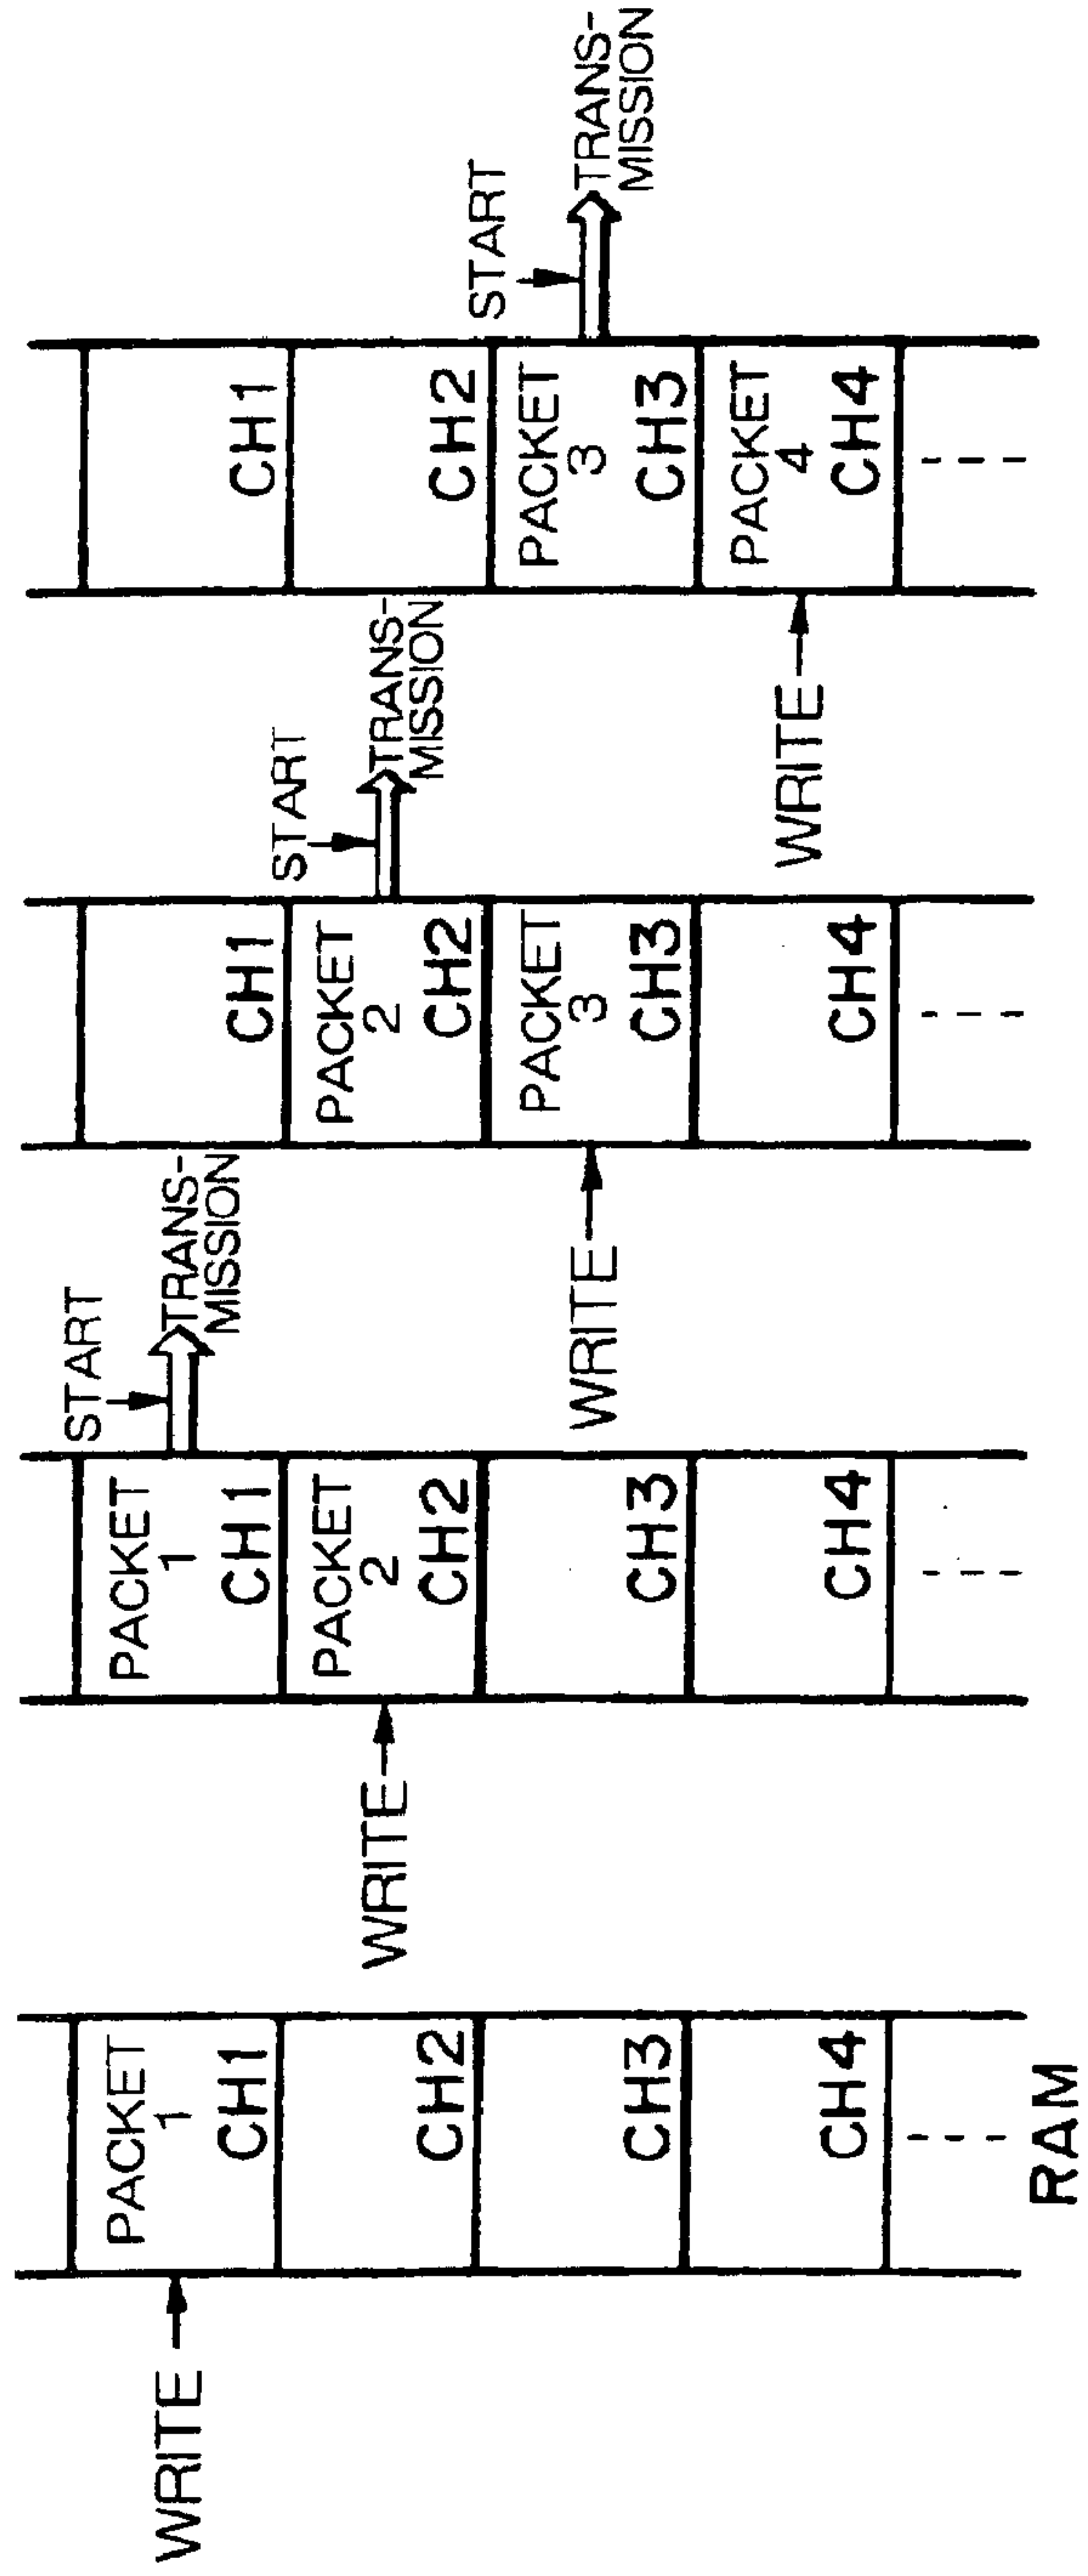 WRITE
PACKET
1
CH1
CH2
CH3
CH4
RAM
WRITE
PACKET
1
CH1
PACKET
2
CH2
CH3
CH4
START
TRANS-
MISSION
WRITE
CH1
PACKET
2
CH2
PACKET
3
CH3
CH4
START
TRANS-
MISSION
WRITE
CH1
CH2
PACKET
3
CH3
PACKET
4
CH4
START
TRANS-
MISSION